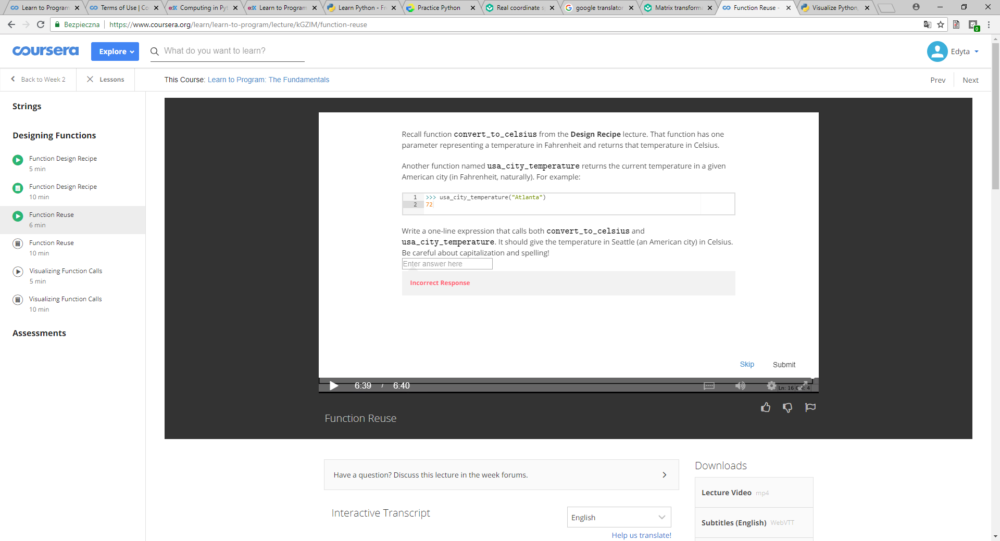 Learn to Program
Terms of Use | Co
Computing in Pyt
Learn to Program
Learn Python - Fr
Practice Python
Real coordinate s
google translator
Matrix transforma
Function Reuse -
Visualize Python,
Bezpieczna
https://www.coursera.org/learn/learn-to-program/lecture/kGZIM/function-reuse
0
coursera
Explore
What do you want to learn?
Edyta
Back to Week 2
Lessons
This Course: Learn to Program: The Fundamentals
Prev
Next
Strings
Designing Functions
Function Design Recipe
5 min
Function Design Recipe
10 min
Function Reuse
6 min
Function Reuse
10 min
Visualizing Function Calls
5 min
Visualizing Function Calls
10 min
Assessments
Recall function convert_to_celsius from the Design Recipe lecture. That function has one
parameter representing a temperature in Fahrenheit and returns that temperature in Celsius.
Another function named usa_city_temperature returns the current temperature in a given
American city (in Fahrenheit, naturally). For example:
1 >>> usa_city_temperature("Atlanta")
2 72
Write a one-line expression that calls both convert_to_celsius and
usa_city_temperature. It should give the temperature in Seattle (an American city) in Celsius.
Be careful about capitalization and spelling!
Enter answer here
Incorrect Response
Skip
Submit
6:39 / 6:40
Ln: 16 Col: 4
Function Reuse
Have a question? Discuss this lecture in the week forums.
Interactive Transcript
English
Help us translate!
Downloads
Lecture Video mp4
Subtitles (English) WebVTT